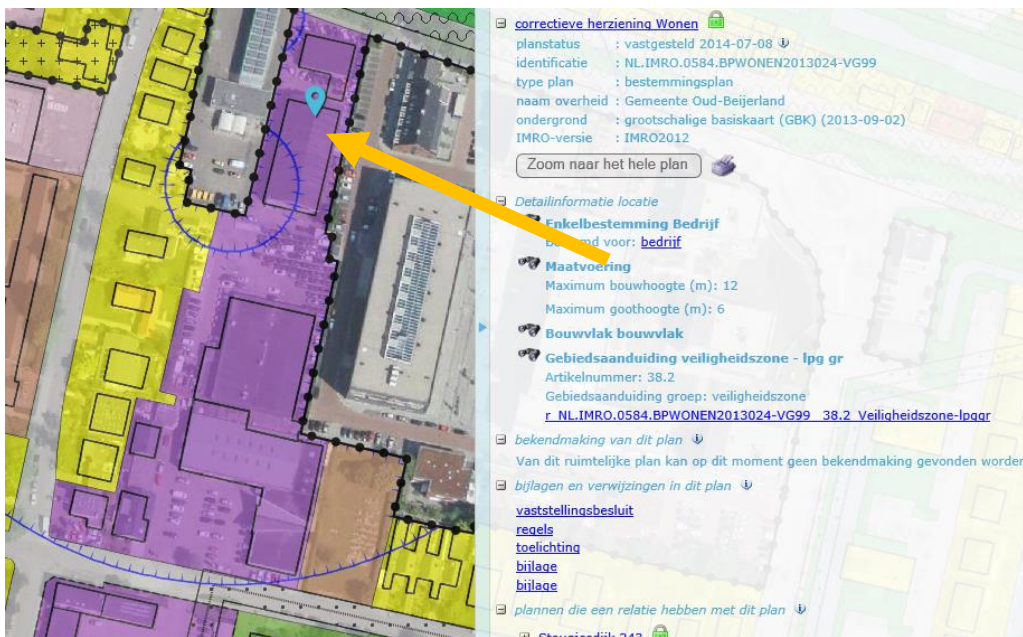 correctieve herziening Wonen
planstatus : vastgesteld 2014-07-08
identificatie : NL.IMRO.0584.BPWONEN2013024-VG99
type plan : bestemmingsplan
naam overheid : Gemeente Oud-Beijerland
ondergrond : grootschalige basiskaart (GBK) (2013-09-02)
IMRO-versie : IMRO2012
Zoom naar het hele plan
Detailinformatie locatie
Enkelbestemming Bedrijf
voor: bedrijf
Maatvoering
Maximum bouwhoogte (m): 12
Maximum goothoogte (m): 6
Bouwvlak bouwvlak
Gebiedsaanduiding veiligheidszone - lpg gr
Artikelnummer: 38.2
Gebiedsaanduiding groep: veiligheidszone
r_NL.IMRO.0584.BPWONEN2013024-VG99_38.2_Veiligheidszone-lpggr
bekendmaking van dit plan
Van dit ruimtelijke plan kan op dit moment geen bekendmaking gevonden worden
bijlagen en verwijzingen in dit plan
vaststellingsbesluit
regels
toelichting
bijlage
bijlage
plannen die een relatie hebben met dit plan